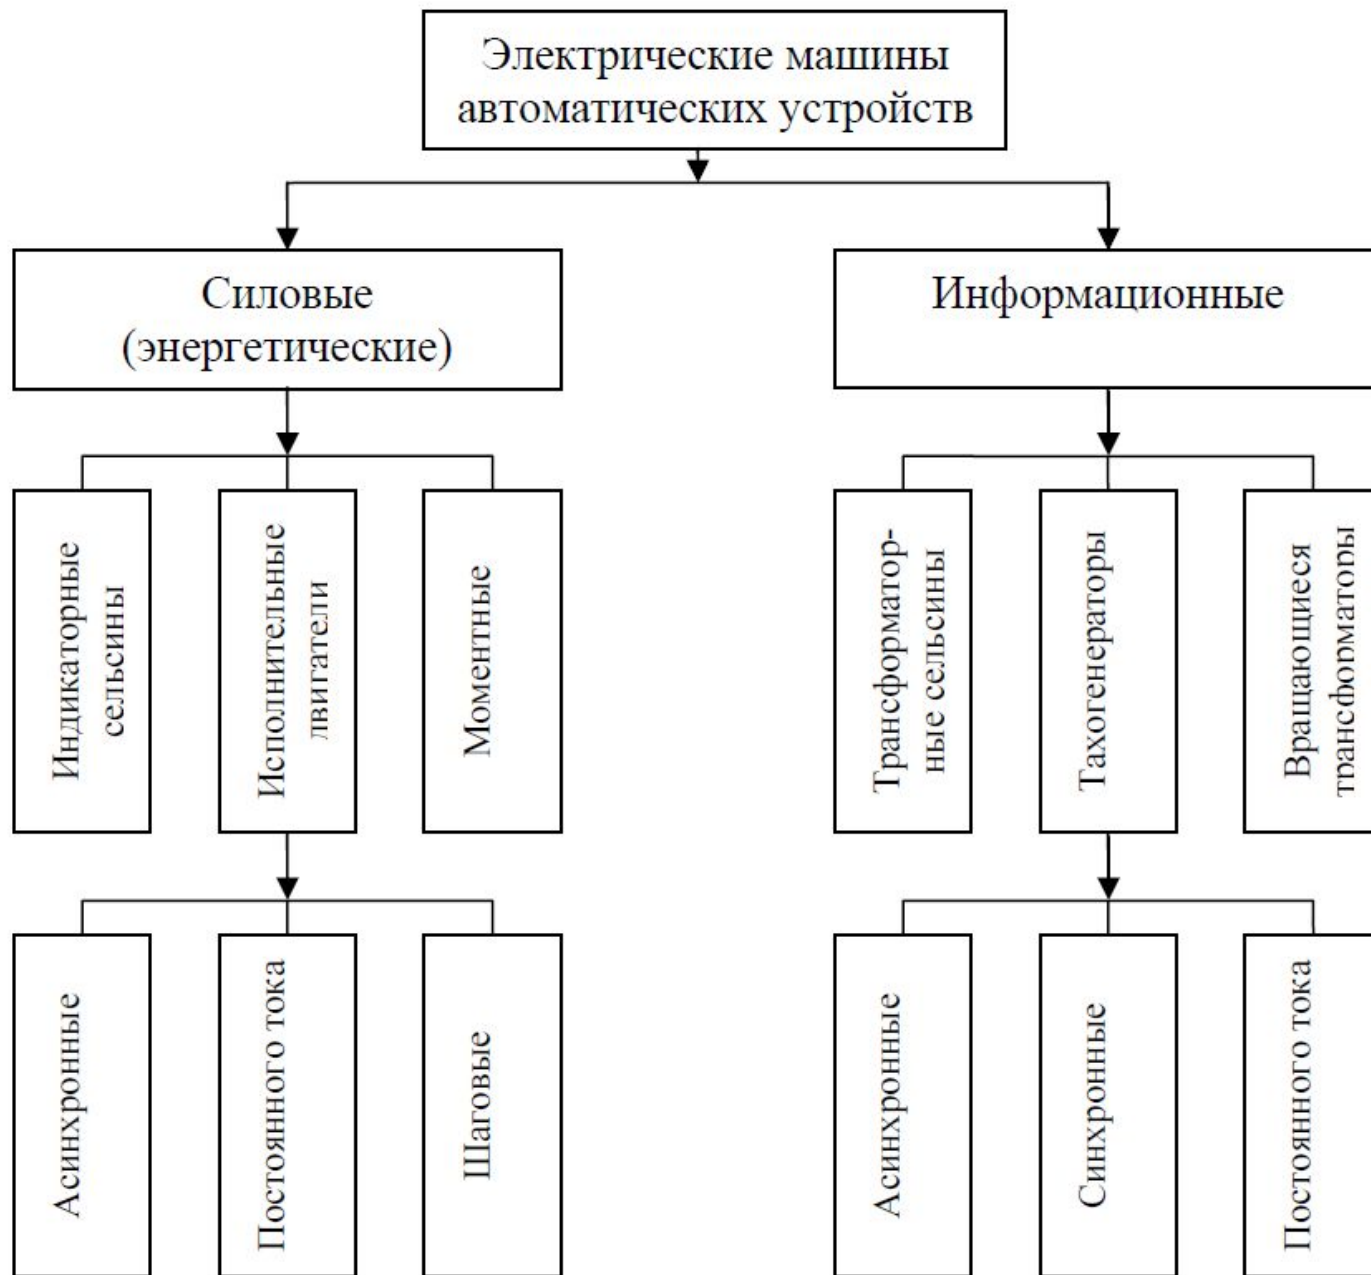 Электрические машины
автоматических устройств
Силовые
(энергетические)
Информационные
Индикаторные
сельсины
Исполнительные
двигатели
Моментные
Трансформатор-
ные сельсины
Тахогенераторы
Вращающиеся
трансформаторы
Асинхронные
Постоянного тока
Шаговые
Асинхронные
Синхронные
Постоянного тока